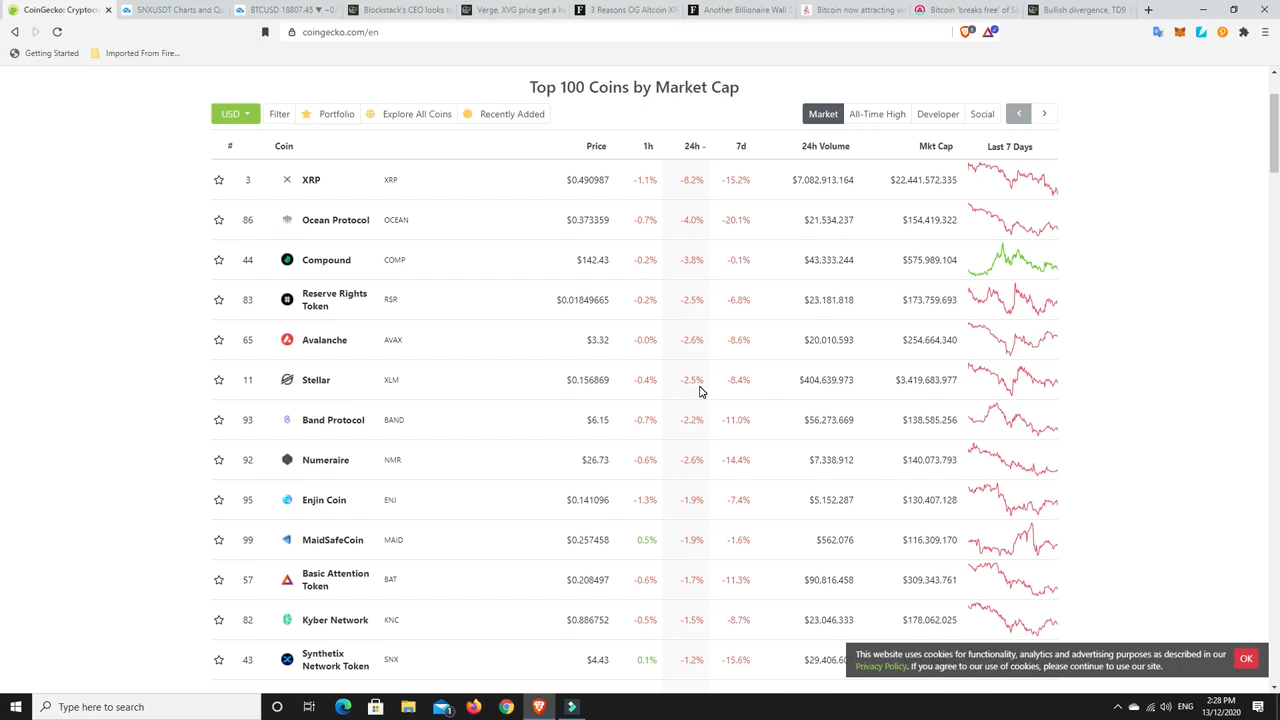 CoinGecko: Cryptoc
SNXUSDT Charts and Qu
BTCUSD 18807.45 ▼ −0.
Blockstack's CEO looks to
Verge, XVG price get a he
3 Reasons OG Altcoin XR
Another Billionaire Wall
Bitcoin now attracting w
Bitcoin 'breaks free' of S&
Bullish divergence, TD9 '
coingecko.com/en
Getting Started
Imported From Fire...
Top 100 Coins by Market Cap
USD Filter Portfolio Explore All Coins Recently Added Market All-Time High Developer Social
# Coin Price 1h 24h 7d 24h Volume Mkt Cap Last 7 Days
3 XRP XRP $0.490987 -1.1% -8.2% -15.2% $7,082,913,164 $22,441,572,335
86 Ocean Protocol OCEAN $0.373359 -0.7% -4.0% -20.1% $21,534,237 $154,419,322
44 Compound COMP $142.43 -0.2% -3.8% -0.1% $43,333,244 $575,989,104
83 Reserve Rights Token RSR $0.01849665 -0.2% -2.5% -6.8% $23,181,818 $173,759,693
65 Avalanche AVAX $3.32 -0.0% -2.6% -8.6% $20,010,593 $254,664,340
11 Stellar XLM $0.156869 -0.4% -2.5% -8.4% $404,639,973 $3,419,683,977
93 Band Protocol BAND $6.15 -0.7% -2.2% -11.0% $56,273,669 $138,585,256
92 Numeraire NMR $26.73 -0.6% -2.6% -14.4% $7,338,912 $140,073,793
95 Enjin Coin ENJ $0.141096 -1.3% -1.9% -7.4% $5,152,287 $130,407,128
99 MaidSafeCoin MAID $0.257458 0.5% -1.9% -1.6% $562,076 $116,309,170
57 Basic Attention Token BAT $0.208497 -0.6% -1.7% -11.3% $90,816,458 $309,343,761
82 Kyber Network KNC $0.886752 -0.5% -1.5% -8.7% $23,046,333 $178,062,025
43 Synthetix Network Token SNX $4.43 0.1% -1.2% -15.6% $29,406,6
This website uses cookies for functionality, analytics and advertising purposes as described in our
Privacy Policy. If you agree to our use of cookies, please continue to use our site.
OK
Type here to search
ENG
2:28 PM
13/12/2020